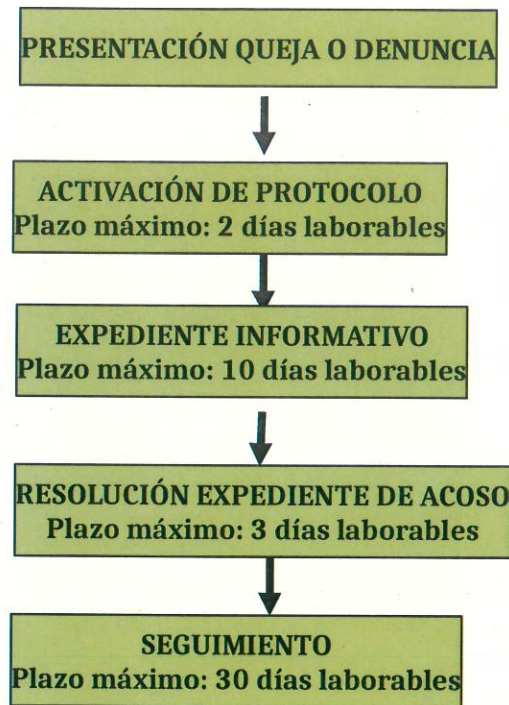 PRESENTACIÓN QUEJA O DENUNCIA
ACTIVACIÓN DE PROTOCOLO
Plazo máximo: 2 días laborables
EXPEDIENTE INFORMATIVO
Plazo máximo: 10 días laborables
RESOLUCIÓN EXPEDIENTE DE ACOSO
Plazo máximo: 3 días laborables
SEGUIMIENTO
Plazo máximo: 30 días laborables